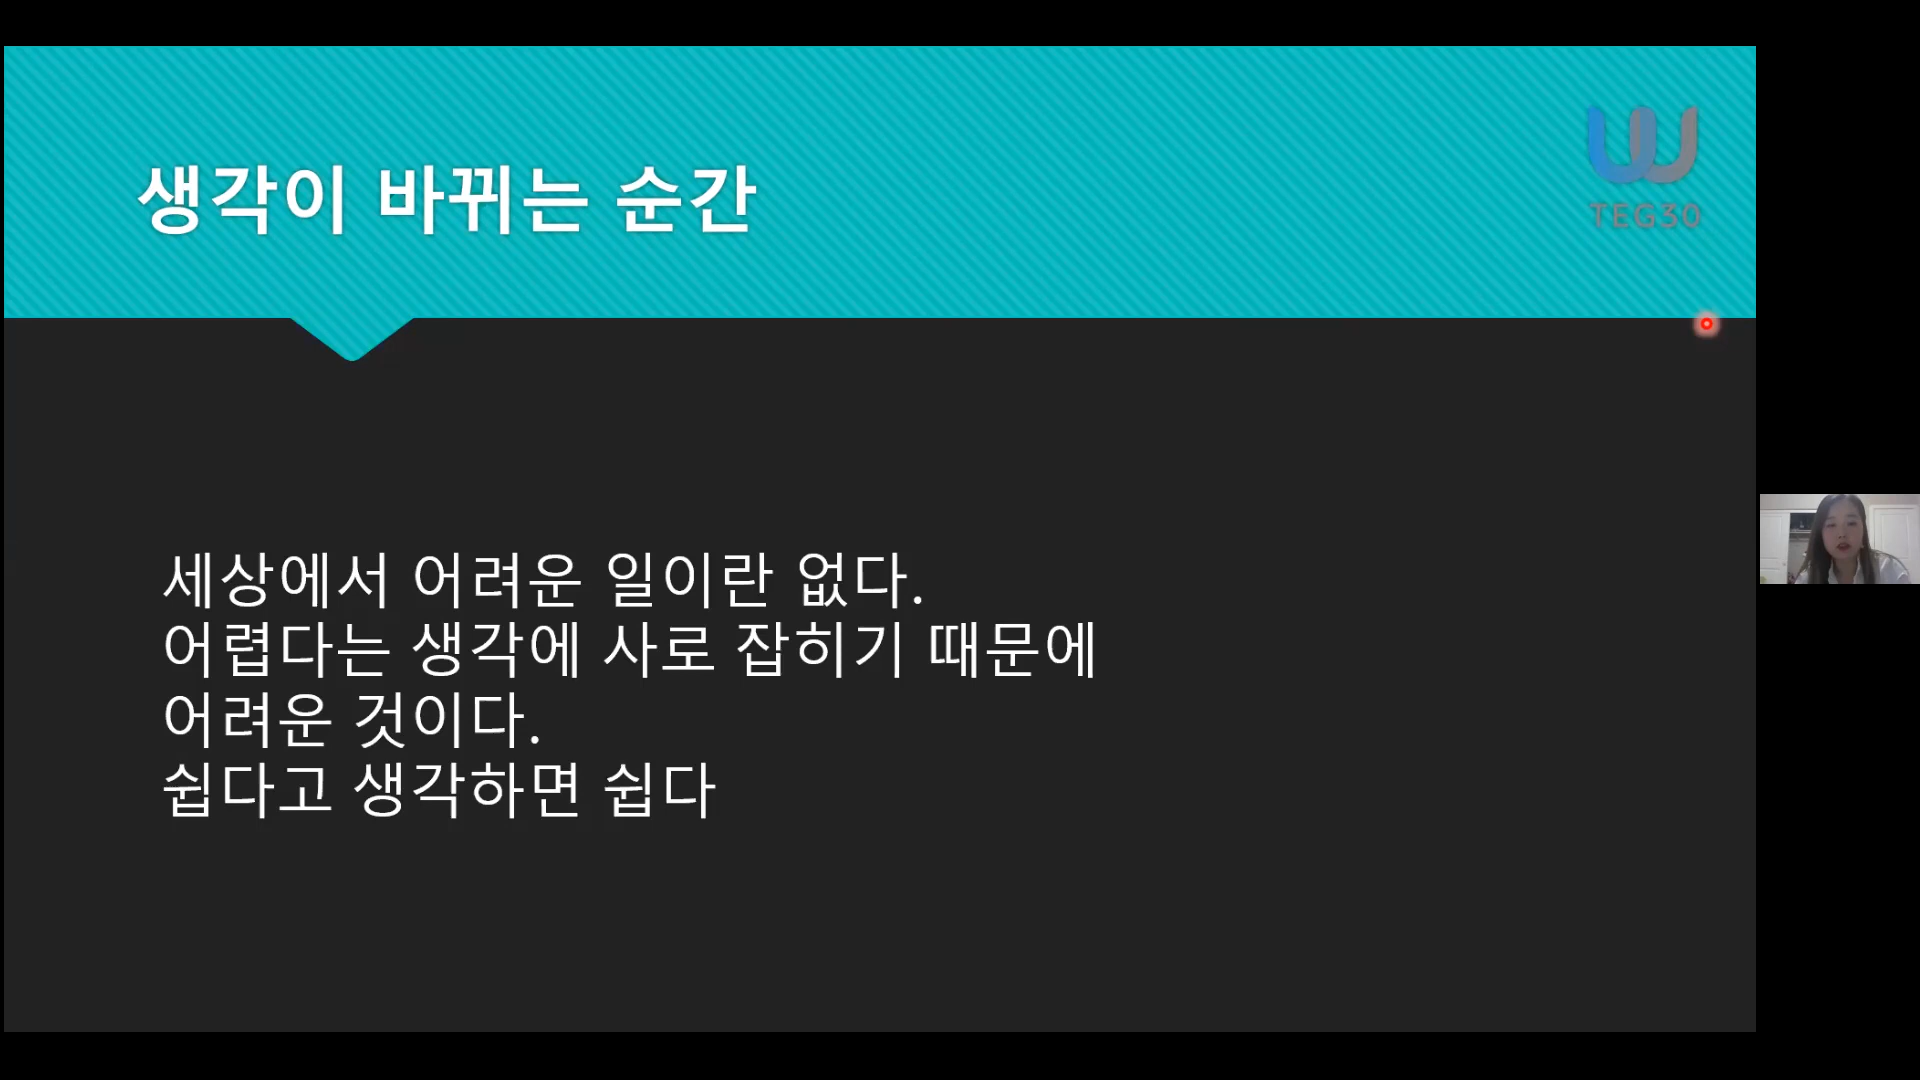 생각이 바뀌는 순간
TEG30
세상에서 어려운 일이란 없다.
어렵다는 생각에 사로 잡히기 때문에
어려운 것이다.
쉽다고 생각하면 쉽다